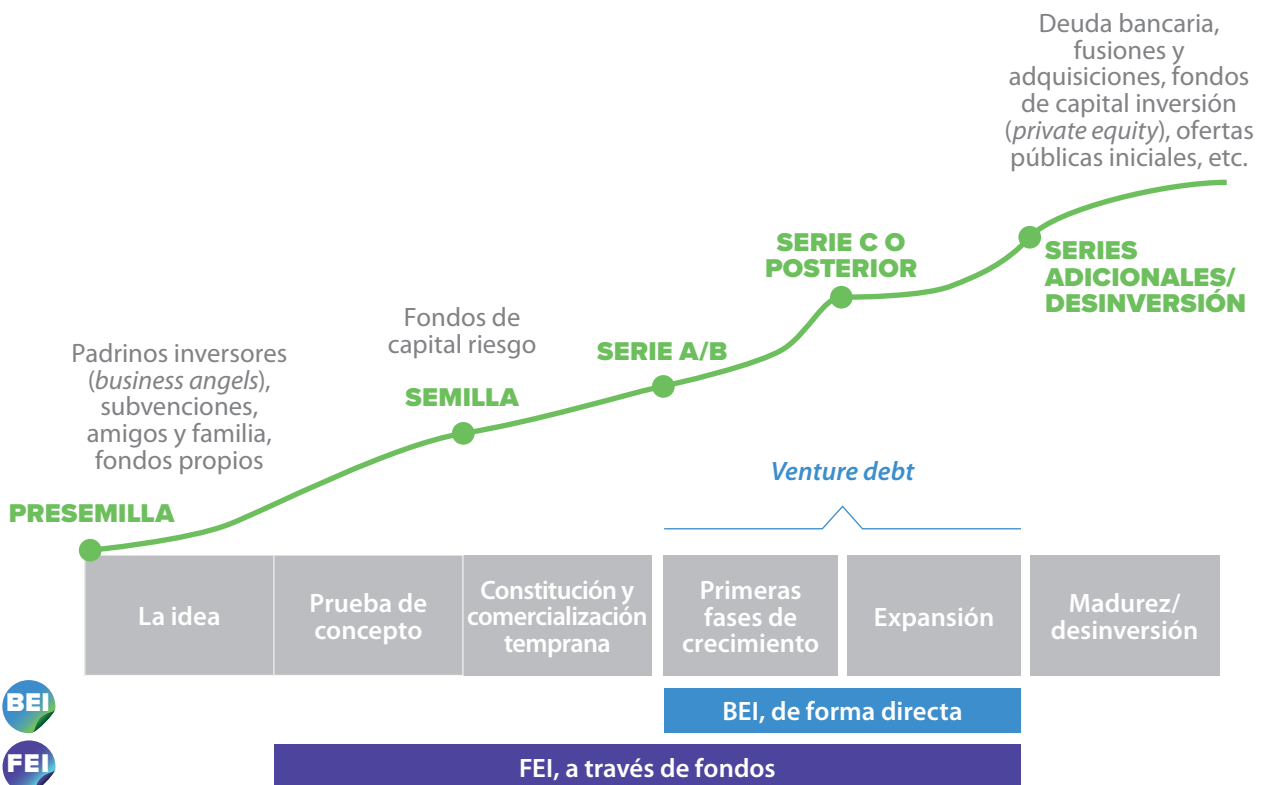 Deuda bancaria,
fusiones y
adquisiciones, fondos
de capital inversión
(private equity), ofertas
públicas iniciales, etc.
SERIE C O
POSTERIOR
SERIES
ADICIONALES/
DESINVERSIÓN
Fondos de
capital riesgo
SERIE A/B
Padrinos inversores
(business angels),
subvenciones,
amigos y familia,
fondos propios
SEMILLA
Venture debt
PRESEMILLA
La idea
Prueba de
concepto
Constitución y
comercialización
temprana
Primeras
fases de
crecimiento
Expansión
Madurez/
desinversión
BEI
BEI, de forma directa
FEI
FEI, a través de fondos